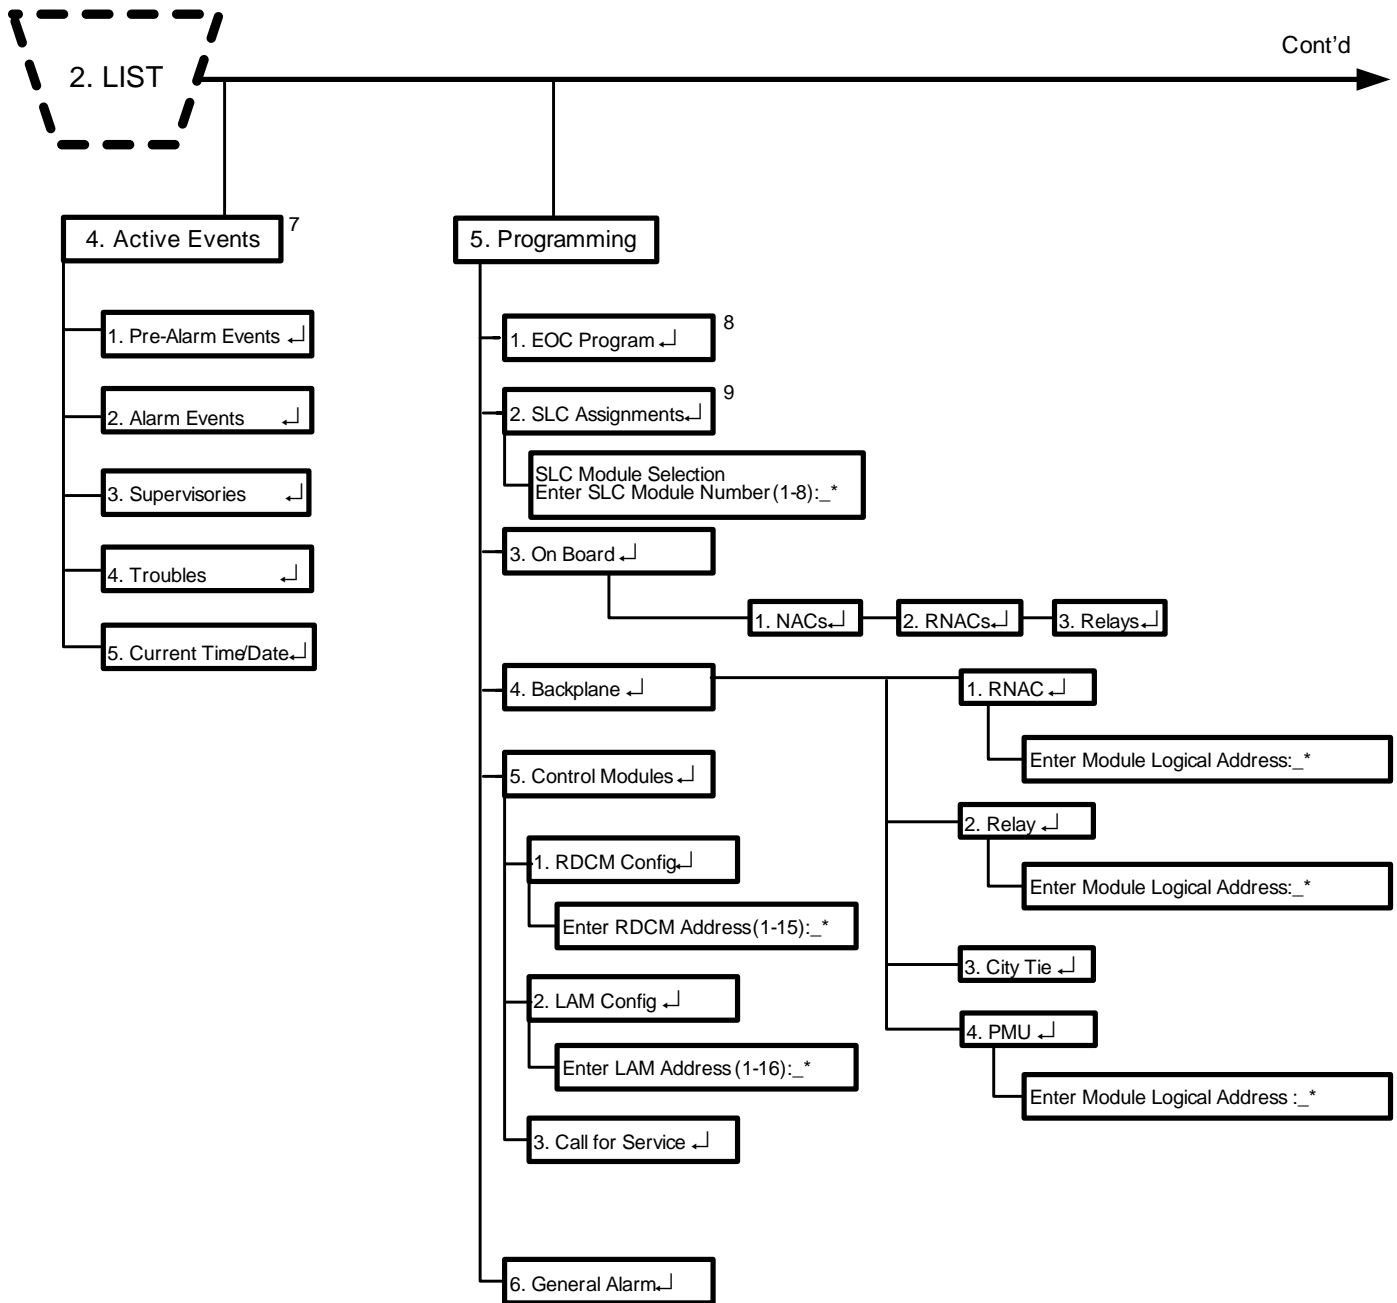 Cont'd
2. LIST
4. Active Events
7
1. Pre-Alarm Events ↵
2. Alarm Events ↵
3. Supervisories ↵
4. Troubles ↵
5. Current Time/Date↵
5. Programming
1. EOC Program ↵
8
2. SLC Assignments↵
9
SLC Module Selection
Enter SLC Module Number (1-8):_*
3. On Board ↵
1. NACs↵
2. RNACs↵
3. Relays↵
4. Backplane ↵
1. RNAC ↵
Enter Module Logical Address:_*
2. Relay ↵
Enter Module Logical Address:_*
3. City Tie ↵
4. PMU ↵
Enter Module Logical Address :_*
5. Control Modules ↵
1. RDCM Config↵
Enter RDCM Address (1-15):_*
2. LAM Config ↵
Enter LAM Address (1-16):_*
3. Call for Service ↵
6. General Alarm↵